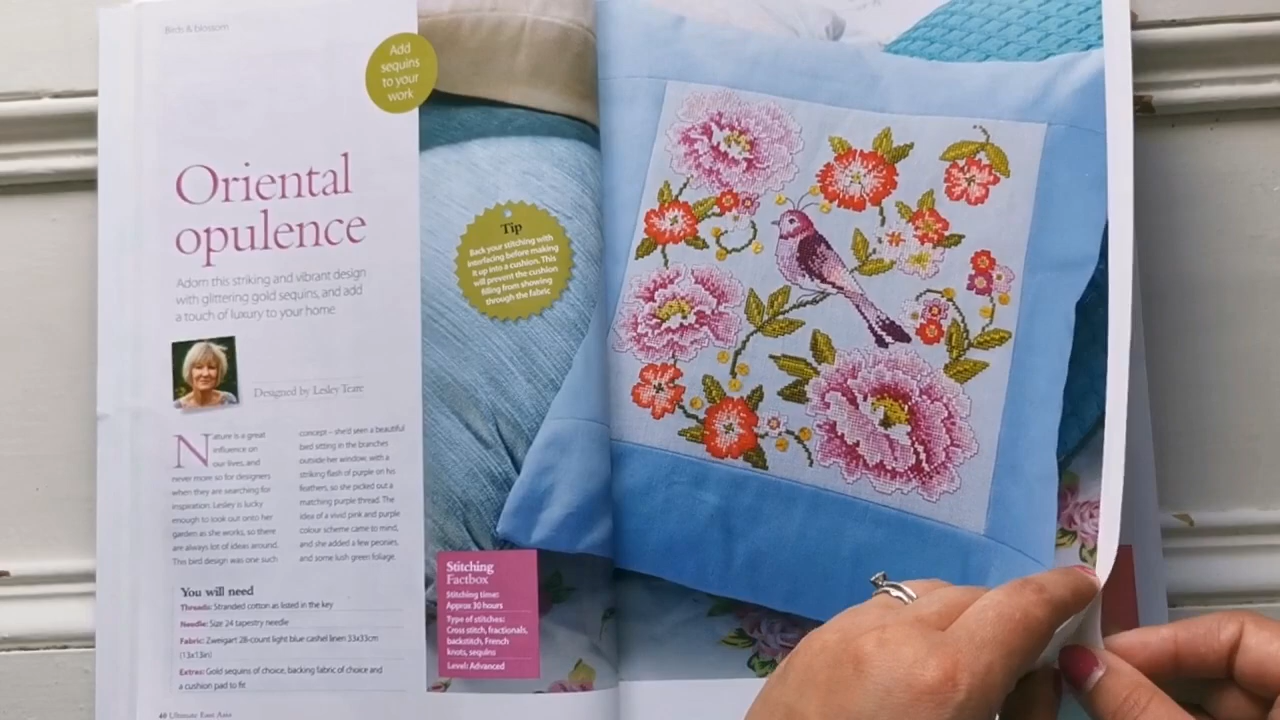 Birds & blossom
Add
sequins
to your
work
Oriental
opulence
Adorn this striking and vibrant design
with glittering gold sequins, and add
a touch of luxury to your home
Designed by Lesley Teare
Nature is a great
influence on
our lives, and
never more so for designers
when they are searching for
inspiration. Lesley is lucky
enough to look out onto her
garden as she works, so there
are always lot of ideas around.
This bird design was one such
concept – she'd seen a beautiful
bird sitting in the branches
outside her window, with a
striking flash of purple on his
feathers, so she picked out a
matching purple thread. The
idea of a vivid pink and purple
colour scheme came to mind,
and she added a few peonies,
and some lush green foliage.
You will need
Threads: Stranded cotton as listed in the key
Needle: Size 24 tapestry needle
Fabric: Zweigart 28-count light blue cashel linen 33x33cm
(13x13in)
Extras: Gold sequins of choice, backing fabric of choice and
a cushion pad to fit
40 Ultimate East Asia
Tip
Back your stitching with
interfacing before making
it up into a cushion. This
will prevent the cushion
filling from showing
through the fabric
Stitching
Factbox
Stitching time:
Approx 30 hours
Type of stitches:
Cross stitch, fractionals,
backstitch, French
knots, sequins
Level: Advanced